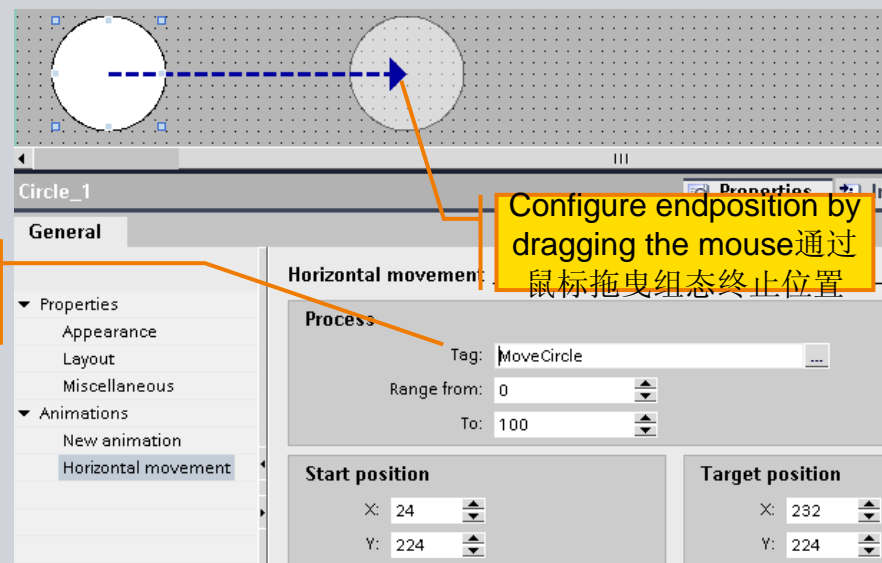 Circle_1
Properties
Configure endposition by
dragging the mouse通过
鼠标拖曳组态终止位置
General
Horizontal movement
Properties
Appearance
Layout
Miscellaneous
Animations
New animation
Horizontal movement
Process
Tag: MoveCircle ...
Range from: 0
To: 100
Start position
X: 24
Y: 224
Target position
X: 232
Y: 224